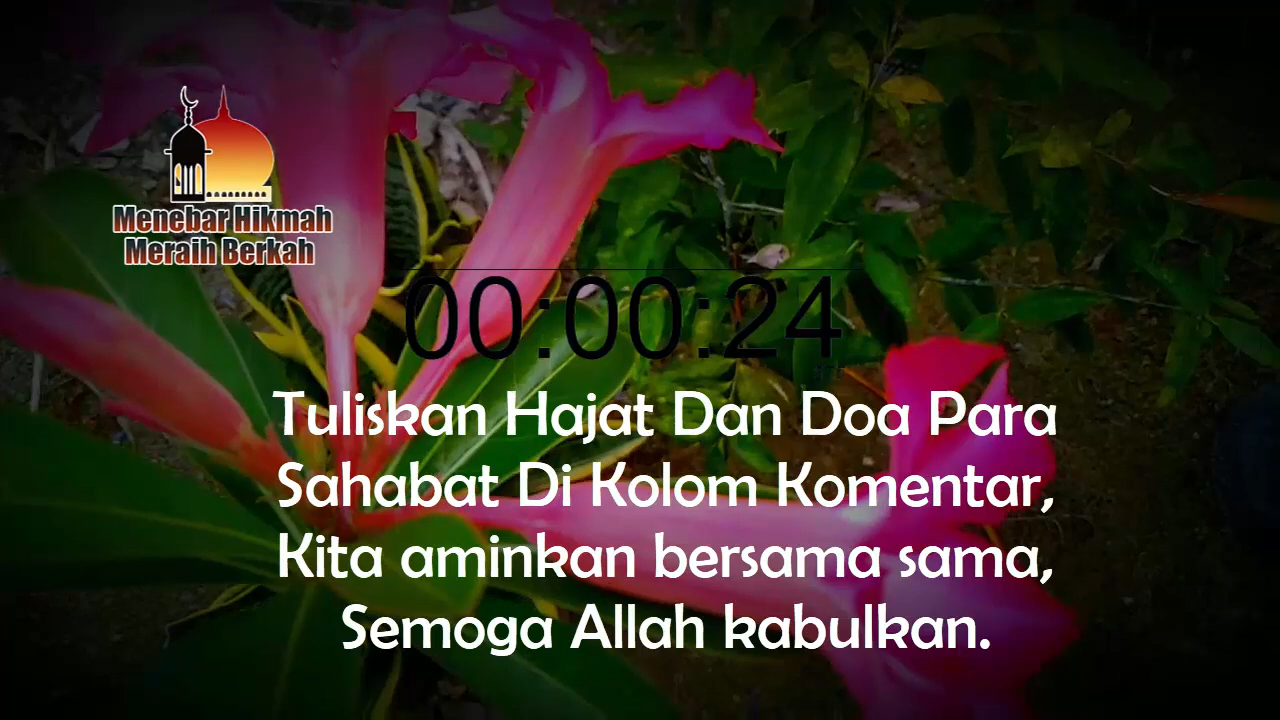 Menebar Hikmah
Meraih Berkah
00:00:24
Tuliskan Hajat Dan Doa Para
Sahabat Di Kolom Komentar,
Kita aminkan bersama sama,
Semoga Allah kabulkan.